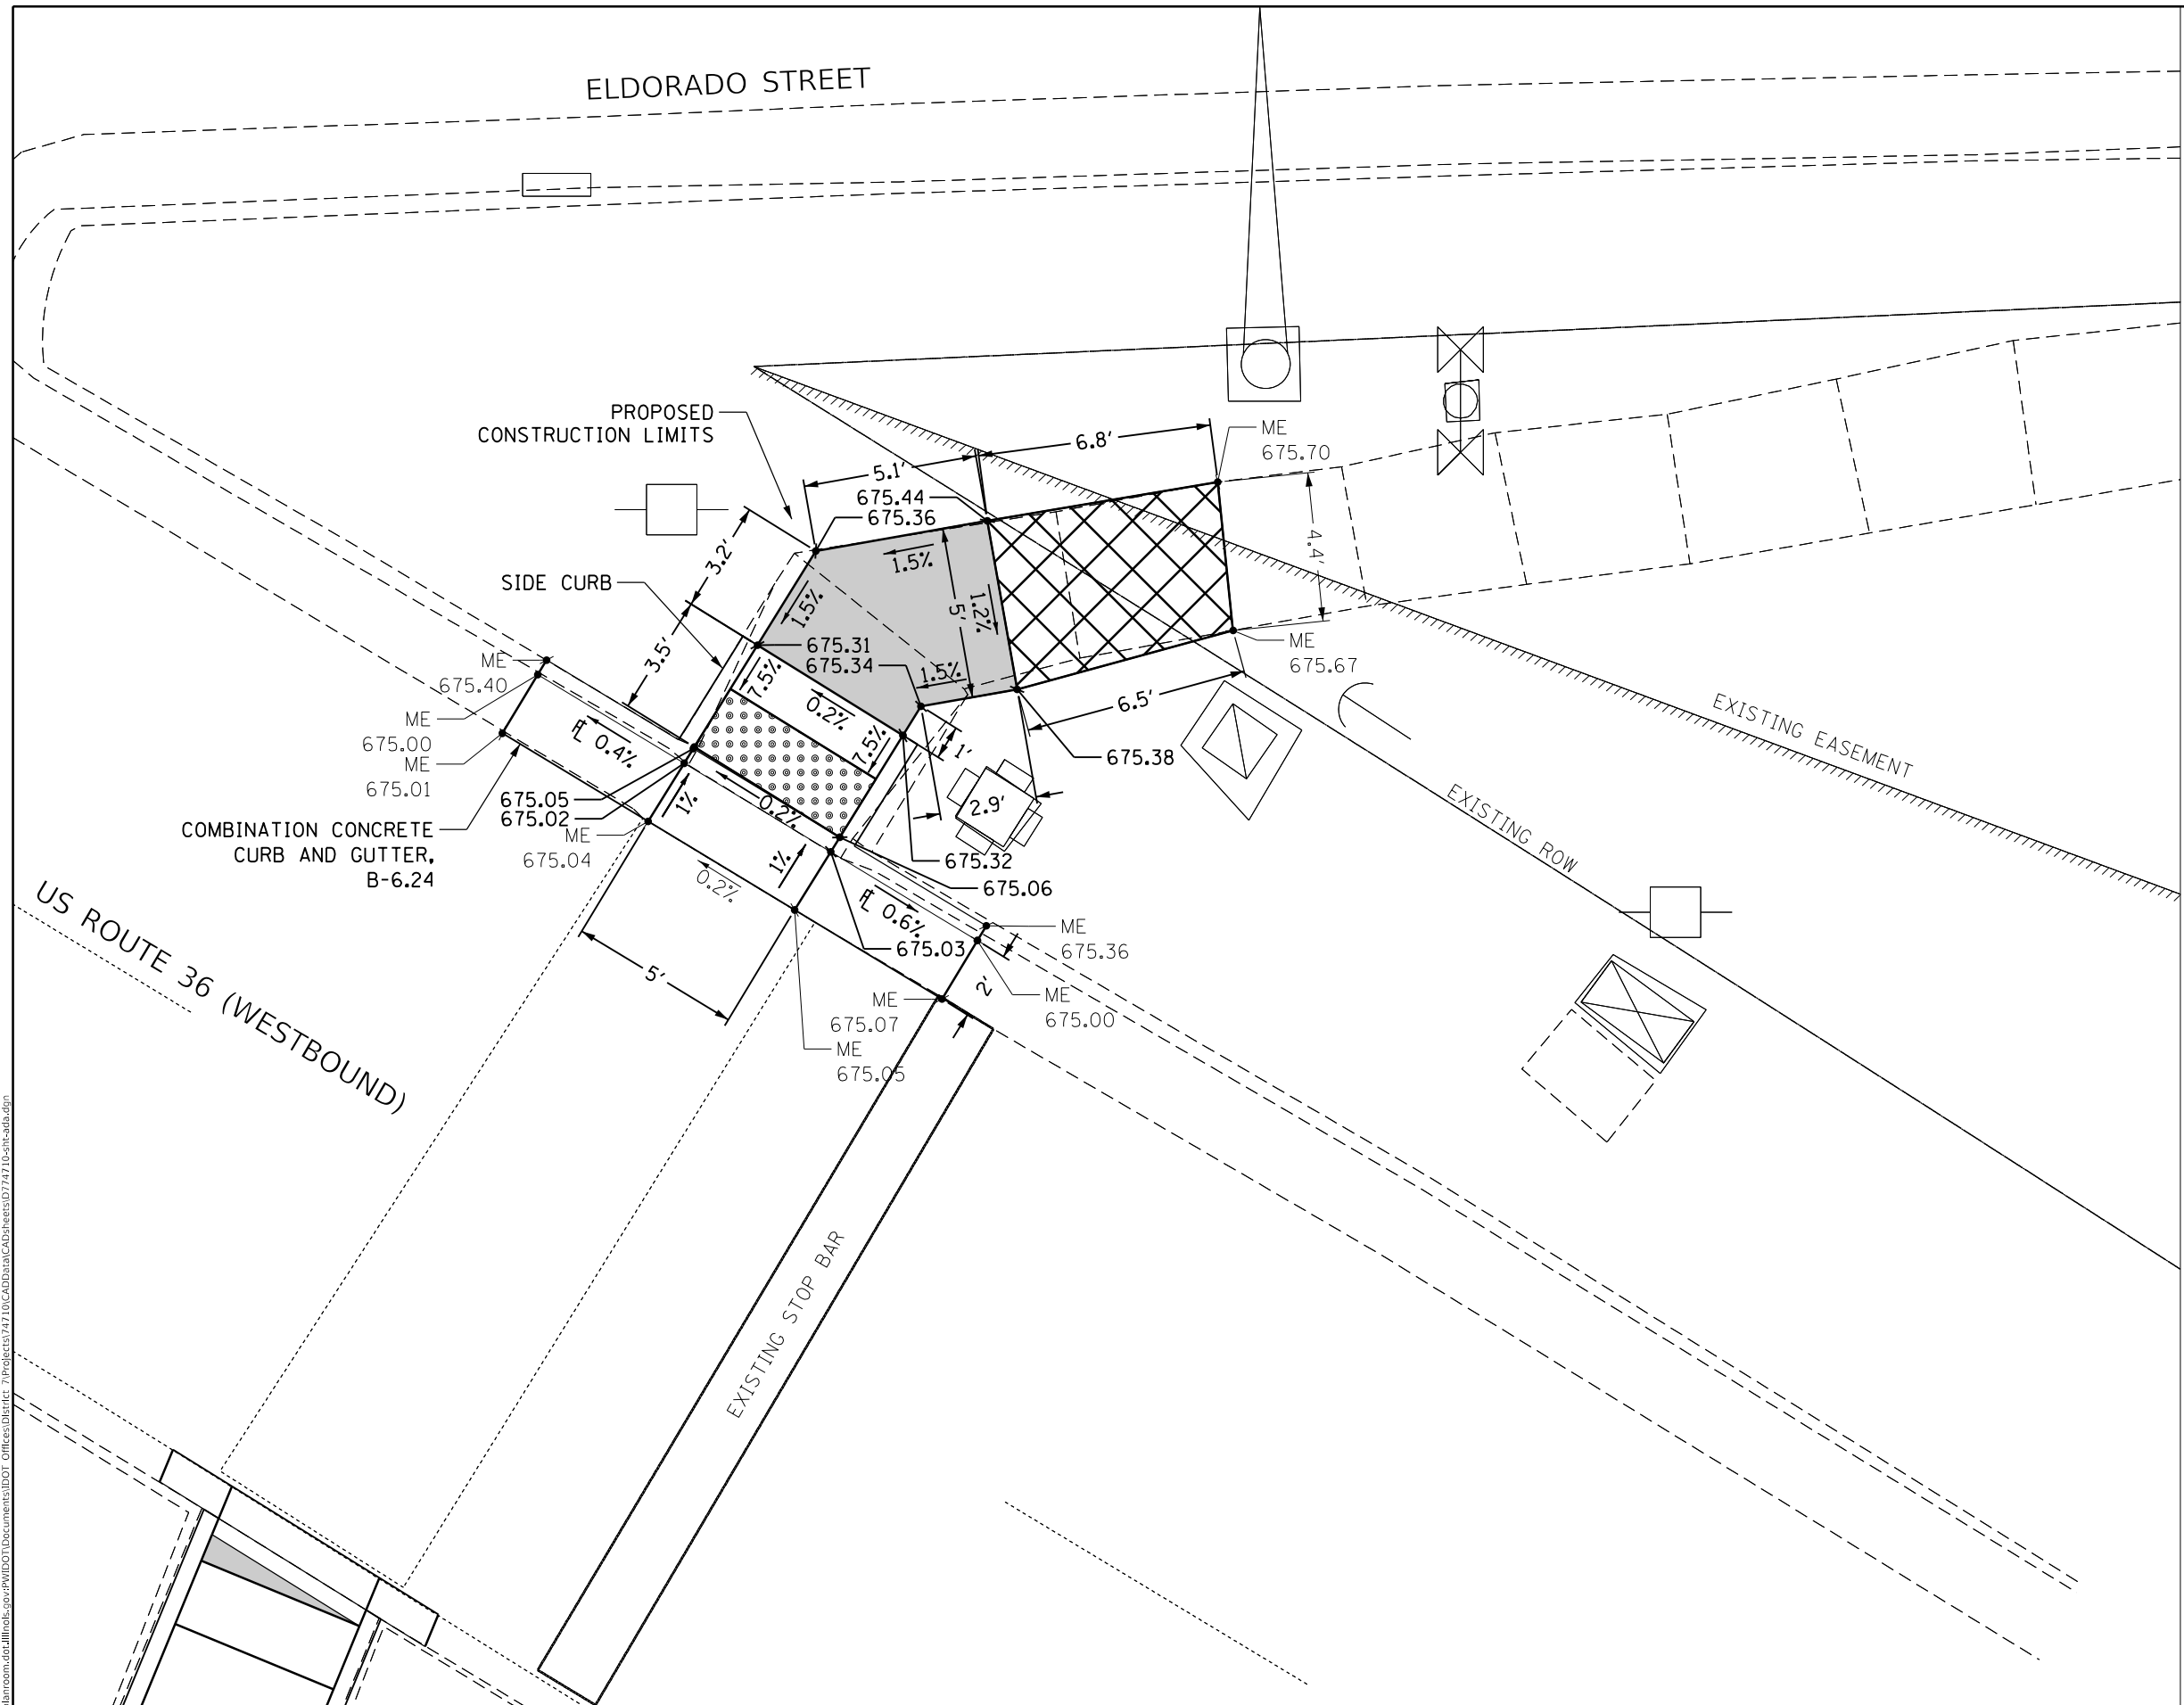 ELDORADO STREET
PROPOSED
CONSTRUCTION LIMITS
5.1'
6.8'
ME
675.70
675.44
675.36
3.2'
1.5%
4.4'
SIDE CURB
1.5%
5'
1.2%
675.31
675.34
1.5%
ME
675.67
3.5'
7.5%
0.2%
7.5%
6.5'
ME
675.40
ME
675.00
ME
675.01
℄ 0.4%
1'
675.38
EXISTING EASEMENT
EXISTING ROW
675.05
675.02
ME
675.04
1%
0.2%
2.9'
COMBINATION CONCRETE
CURB AND GUTTER,
B-6.24
1%
0.2%
675.32
675.06
℄ 0.6%
675.03
ME
675.36
5'
2'
ME
675.07
ME
675.00
ME
675.05
US ROUTE 36 (WESTBOUND)
EXISTING STOP BAR